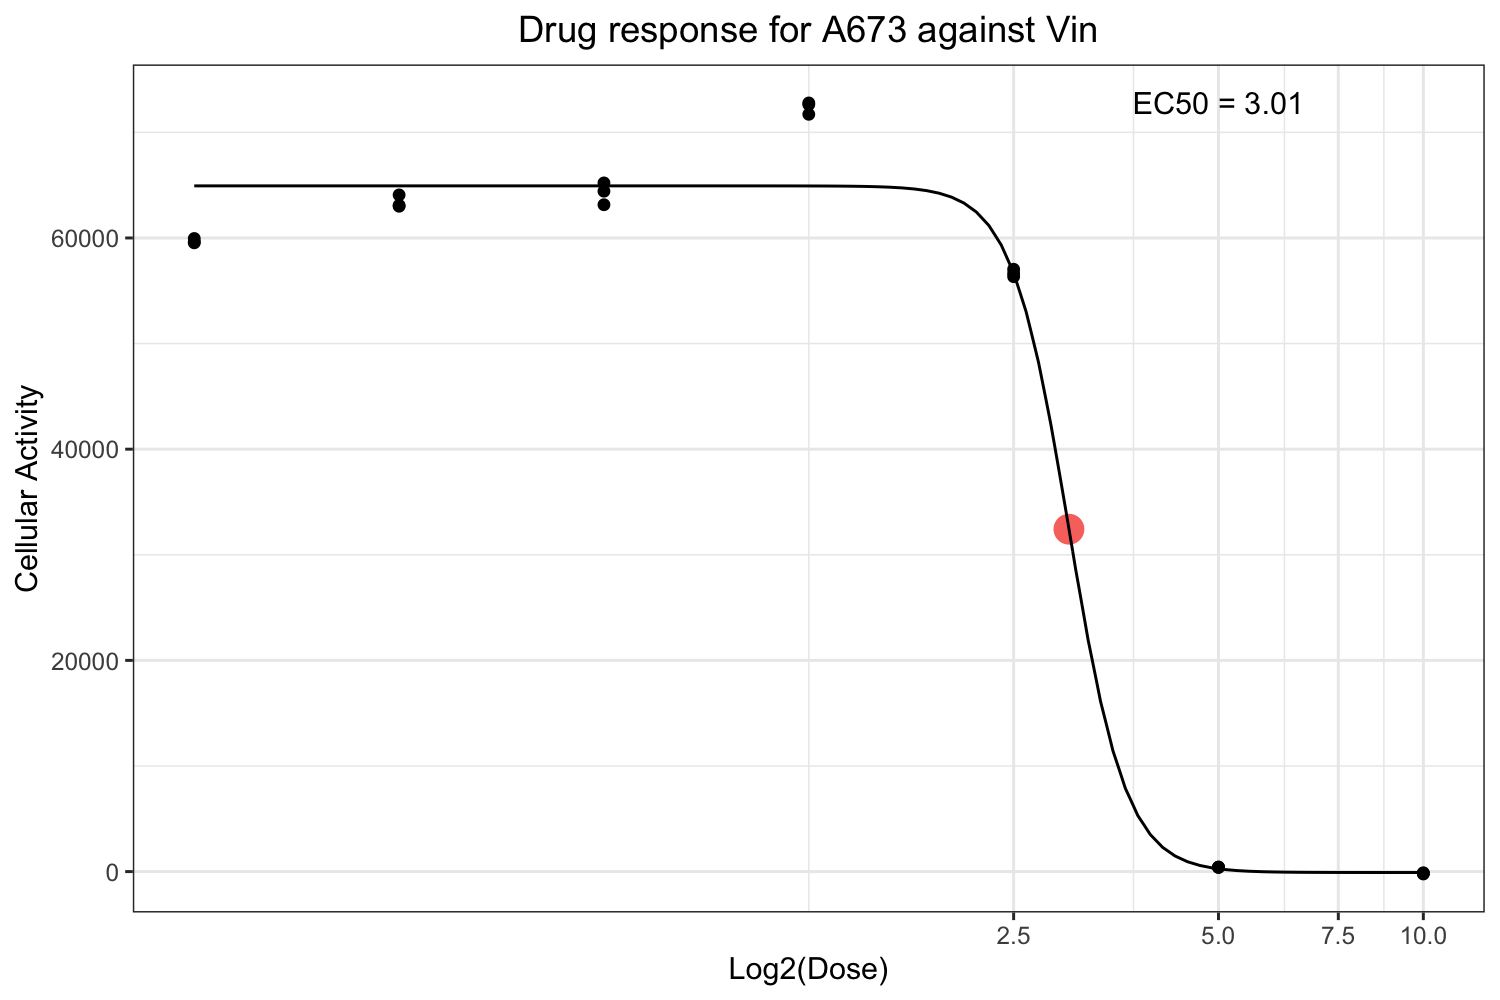 Drug response for A673 against Vin
EC50 = 3.01
Cellular Activity
60000
40000
20000
0
2.5
5.0
7.5
10.0
Log2(Dose)